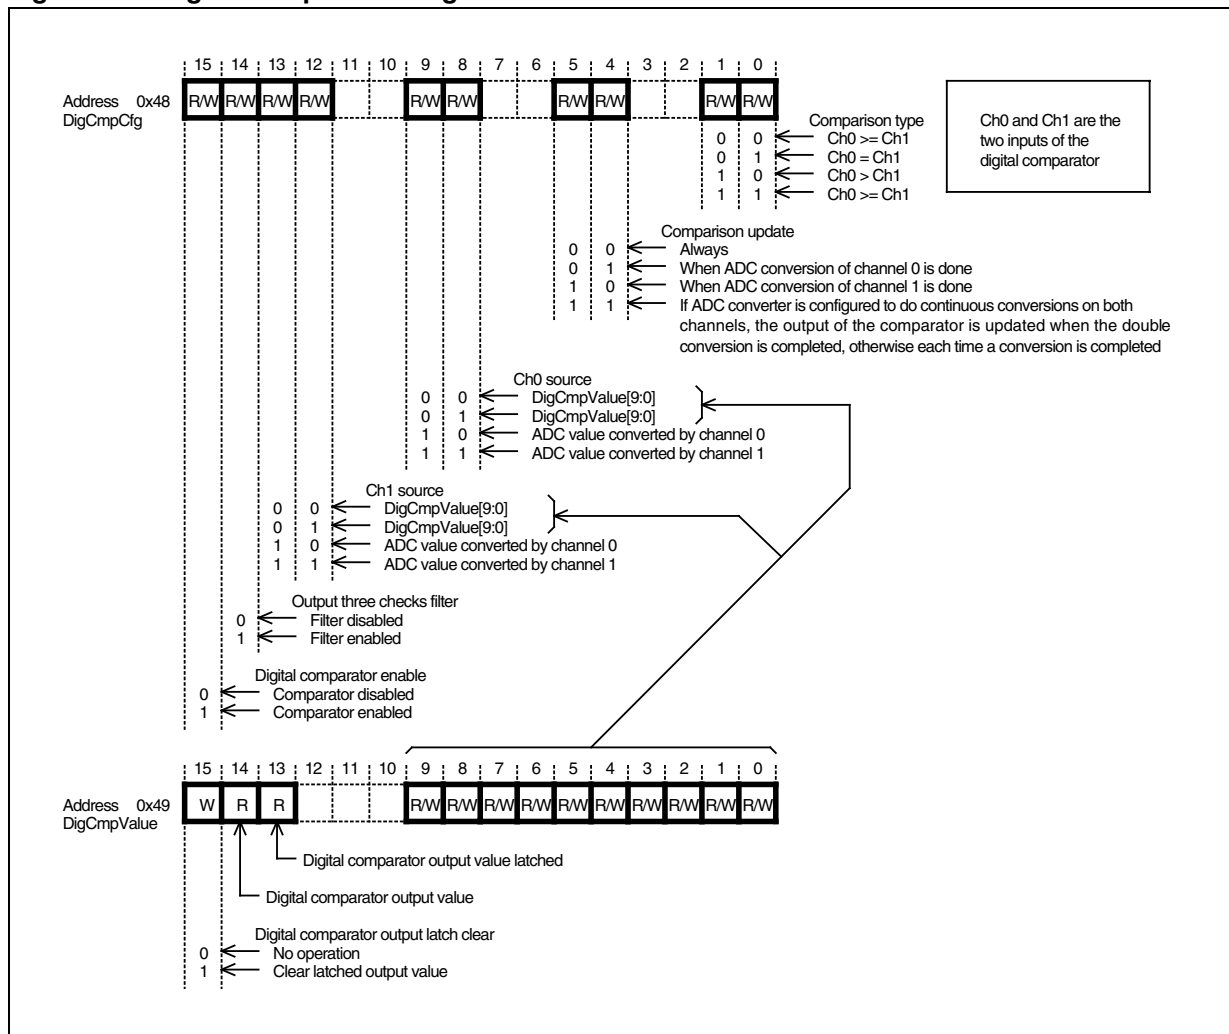 15 14 13 12 11 10 9 8 7 6 5 4 3 2 1 0
Address 0x48 R/W R/W R/W R/W R/W R/W R/W R/W R/W R/W
DigCmpCfg
Ch0 and Ch1 are the
two inputs of the
digital comparator
Comparison type
0 0 Ch0 >= Ch1
0 1 Ch0 = Ch1
1 0 Ch0 > Ch1
1 1 Ch0 >= Ch1
Comparison update
0 0 Always
0 1 When ADC conversion of channel 0 is done
1 0 When ADC conversion of channel 1 is done
1 1 If ADC converter is configured to do continuous conversions on both
channels, the output of the comparator is updated when the double
conversion is completed, otherwise each time a conversion is completed
Ch0 source
0 0 DigCmpValue[9:0]
0 1 DigCmpValue[9:0]
1 0 ADC value converted by channel 0
1 1 ADC value converted by channel 1
Ch1 source
0 0 DigCmpValue[9:0]
0 1 DigCmpValue[9:0]
1 0 ADC value converted by channel 0
1 1 ADC value converted by channel 1
Output three checks filter
0 Filter disabled
1 Filter enabled
Digital comparator enable
0 Comparator disabled
1 Comparator enabled
15 14 13 12 11 10 9 8 7 6 5 4 3 2 1 0
Address 0x49 W R R R/W R/W R/W R/W R/W R/W R/W R/W R/W R/W
DigCmpValue
Digital comparator output value latched
Digital comparator output value
Digital comparator output latch clear
0 No operation
1 Clear latched output value